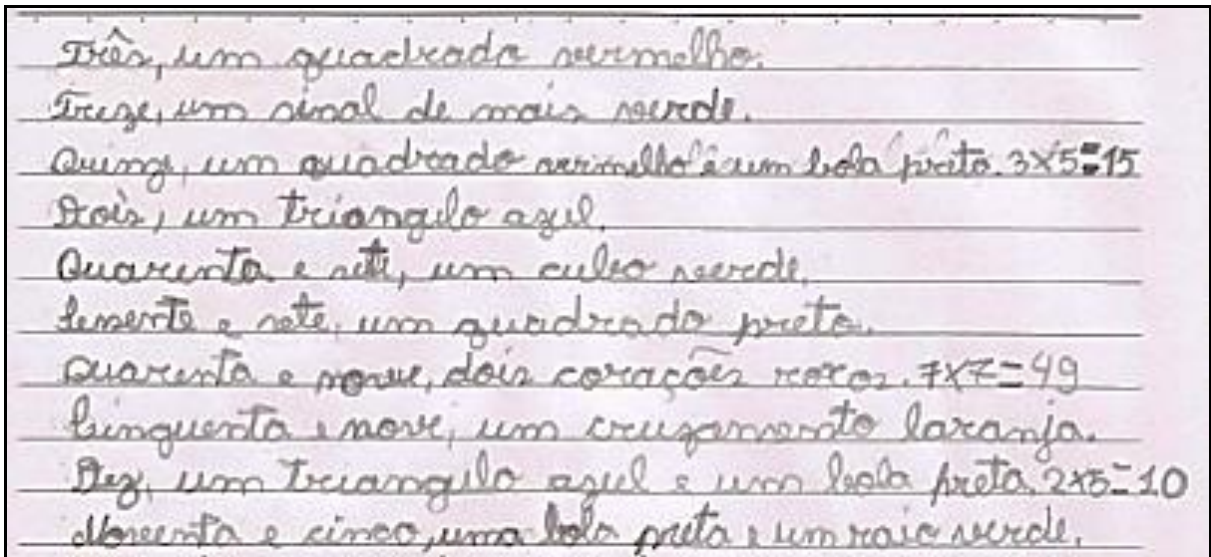 Três, um quadrado vermelho.
Treze, um sinal de mais verde.
Quinze, um quadrado vermelho e um bola preto. 3x5=15
Dois, um triangulo azul.
Quarenta e sete, um cubo verde.
sessente e sete, um quadrado preto.
Quarenta e nove, dois corações roxos. 7x7=49
Cinquenta e nove, um cruzamento laranja.
Dez, um triangulo azul e um bola preta. 2x5=10
Noventa e cinco, uma bola preta e um raio verde.